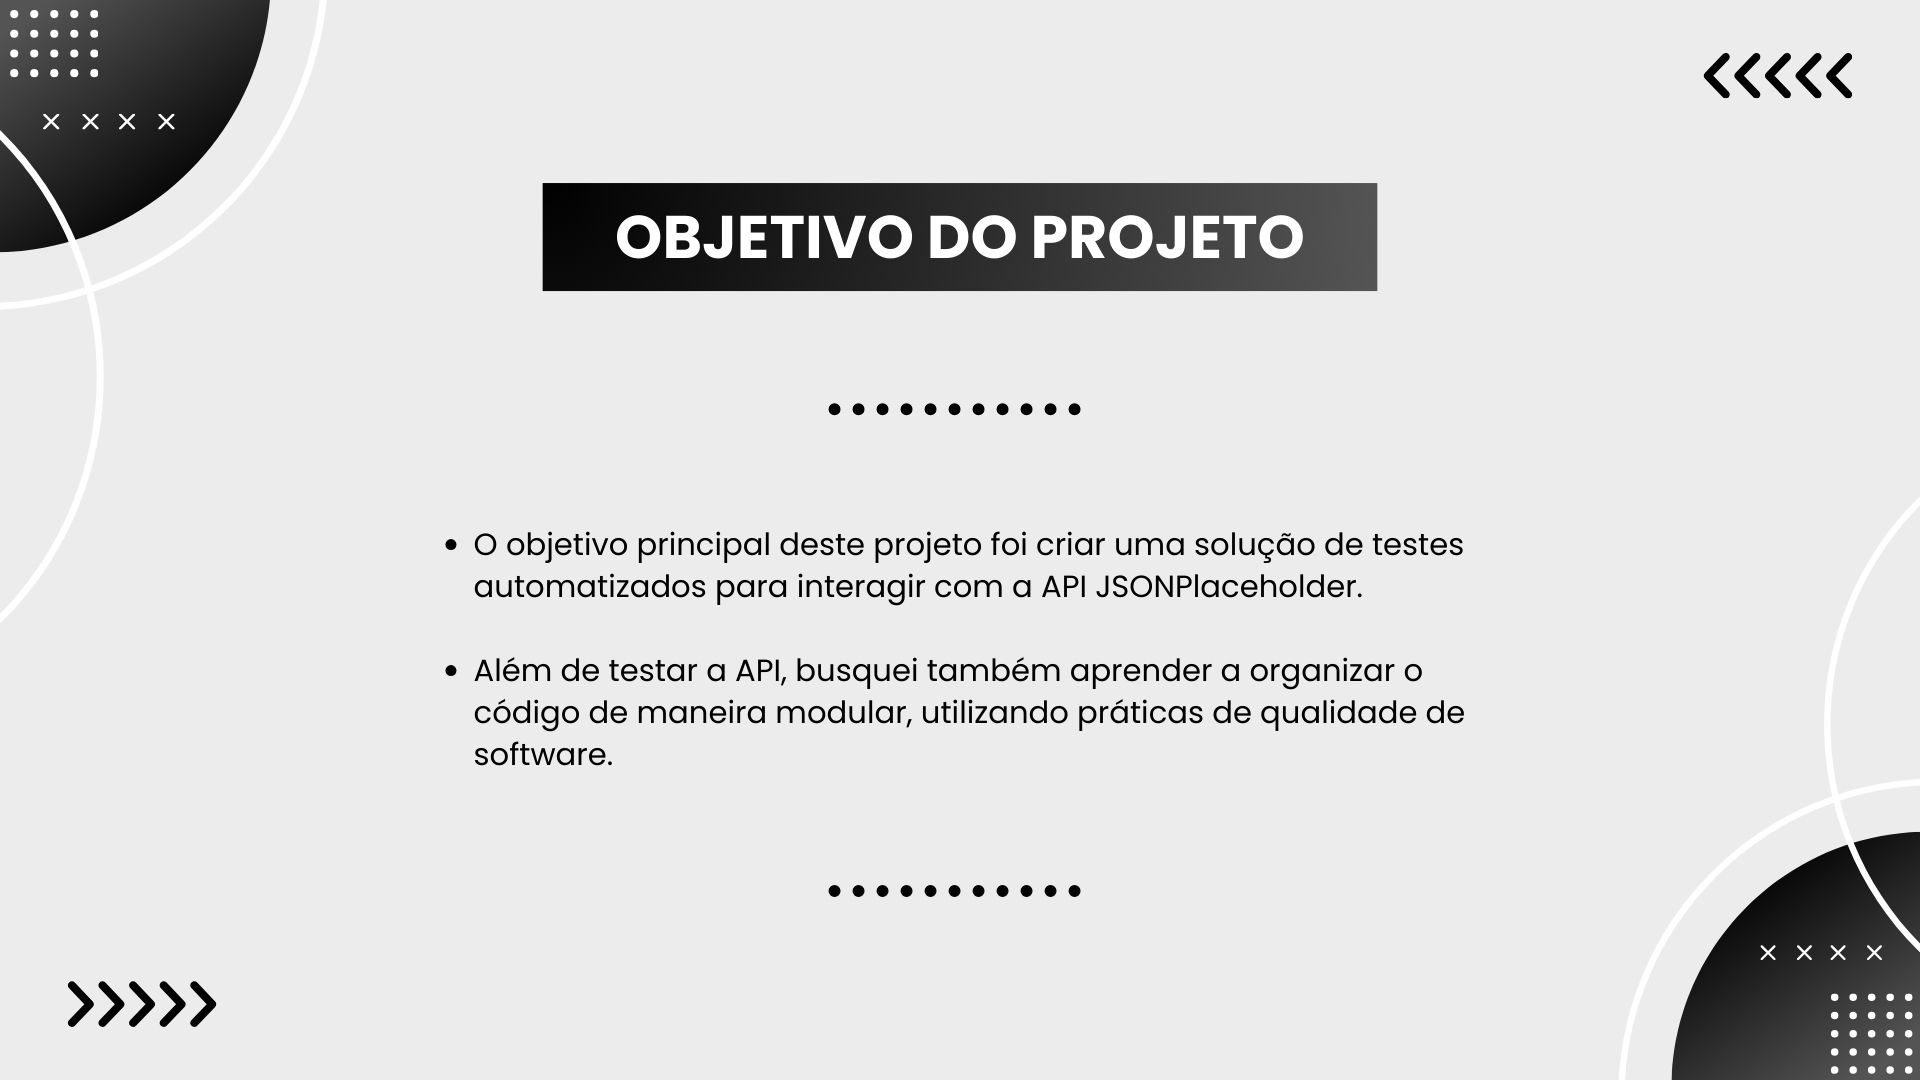 OBJETIVO DO PROJETO
• O objetivo principal deste projeto foi criar uma solução de testes
automatizados para interagir com a API JSONPlaceholder.
• Além de testar a API, busquei também aprender a organizar o
código de maneira modular, utilizando práticas de qualidade de
software.